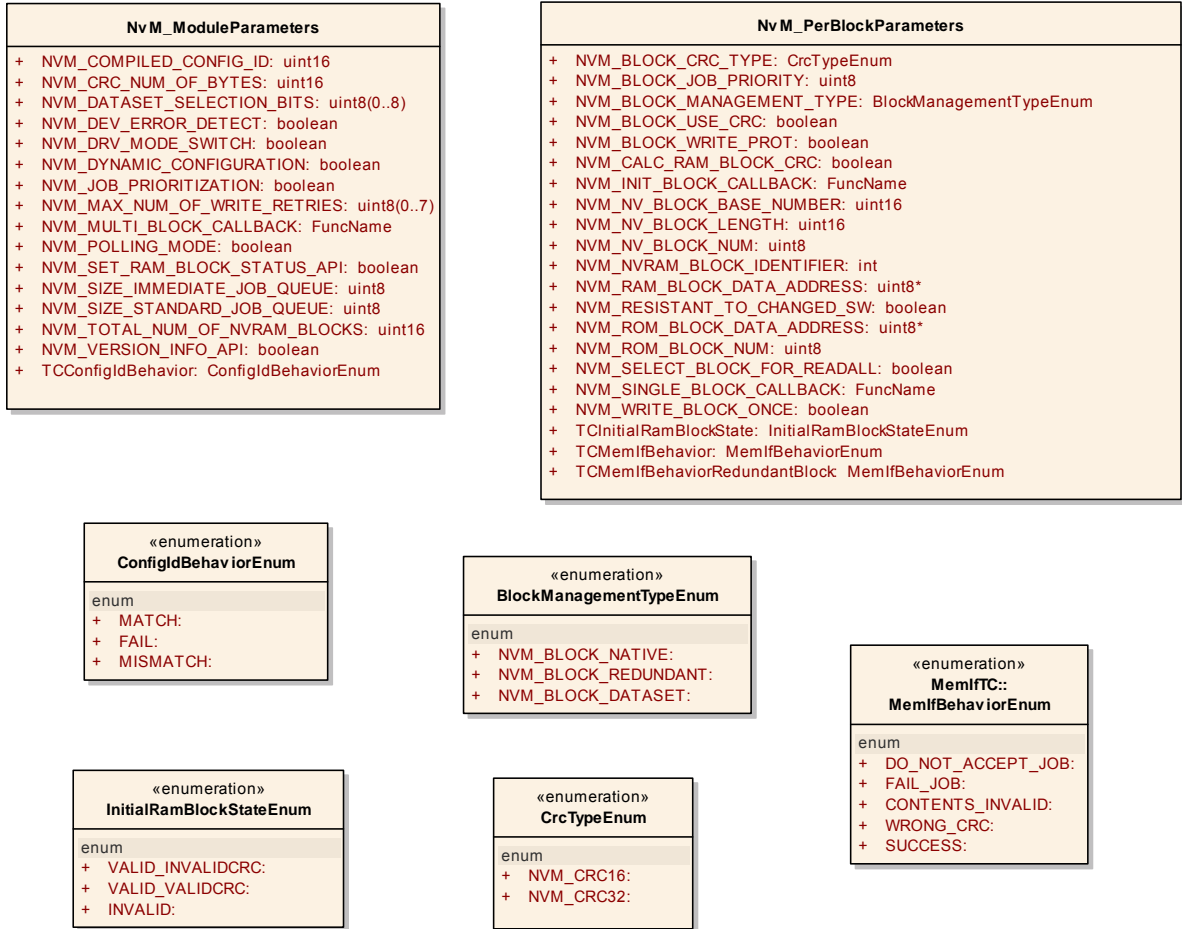 NvM_ModuleParameters
+ NVM_COMPILED_CONFIG_ID: uint16
+ NVM_CRC_NUM_OF_BYTES: uint16
+ NVM_DATASET_SELECTION_BITS: uint8(0..8)
+ NVM_DEV_ERROR_DETECT: boolean
+ NVM_DRV_MODE_SWITCH: boolean
+ NVM_DYNAMIC_CONFIGURATION: boolean
+ NVM_JOB_PRIORITIZATION: boolean
+ NVM_MAX_NUM_OF_WRITE_RETRIES: uint8(0..7)
+ NVM_MULTI_BLOCK_CALLBACK: FuncName
+ NVM_POLLING_MODE: boolean
+ NVM_SET_RAM_BLOCK_STATUS_API: boolean
+ NVM_SIZE_IMMEDIATE_JOB_QUEUE: uint8
+ NVM_SIZE_STANDARD_JOB_QUEUE: uint8
+ NVM_TOTAL_NUM_OF_NVRAM_BLOCKS: uint16
+ NVM_VERSION_INFO_API: boolean
+ TCConfigIdBehavior: ConfigIdBehaviorEnum
NvM_PerBlockParameters
+ NVM_BLOCK_CRC_TYPE: CrcTypeEnum
+ NVM_BLOCK_JOB_PRIORITY: uint8
+ NVM_BLOCK_MANAGEMENT_TYPE: BlockManagementTypeEnum
+ NVM_BLOCK_USE_CRC: boolean
+ NVM_BLOCK_WRITE_PROT: boolean
+ NVM_CALC_RAM_BLOCK_CRC: boolean
+ NVM_INIT_BLOCK_CALLBACK: FuncName
+ NVM_NV_BLOCK_BASE_NUMBER: uint16
+ NVM_NV_BLOCK_LENGTH: uint16
+ NVM_NV_BLOCK_NUM: uint8
+ NVM_NVRAM_BLOCK_IDENTIFIER: int
+ NVM_RAM_BLOCK_DATA_ADDRESS: uint8*
+ NVM_RESISTANT_TO_CHANGED_SW: boolean
+ NVM_ROM_BLOCK_DATA_ADDRESS: uint8*
+ NVM_ROM_BLOCK_NUM: uint8
+ NVM_SELECT_BLOCK_FOR_READALL: boolean
+ NVM_SINGLE_BLOCK_CALLBACK: FuncName
+ NVM_WRITE_BLOCK_ONCE: boolean
+ TCInitialRamBlockState: InitialRamBlockStateEnum
+ TCMemIfBehavior: MemIfBehaviorEnum
+ TCMemIfBehaviorRedundantBlock: MemIfBehaviorEnum
«enumeration»
ConfigIdBehaviorEnum
enum
+ MATCH:
+ FAIL:
+ MISMATCH:
«enumeration»
BlockManagementTypeEnum
enum
+ NVM_BLOCK_NATIVE:
+ NVM_BLOCK_REDUNDANT:
+ NVM_BLOCK_DATASET:
«enumeration»
MemIfTC::
MemIfBehaviorEnum
enum
+ DO_NOT_ACCEPT_JOB:
+ FAIL_JOB:
+ CONTENTS_INVALID:
+ WRONG_CRC:
+ SUCCESS:
«enumeration»
InitialRamBlockStateEnum
enum
+ VALID_INVALIDCRC:
+ VALID_VALIDCRC:
+ INVALID:
«enumeration»
CrcTypeEnum
enum
+ NVM_CRC16:
+ NVM_CRC32: